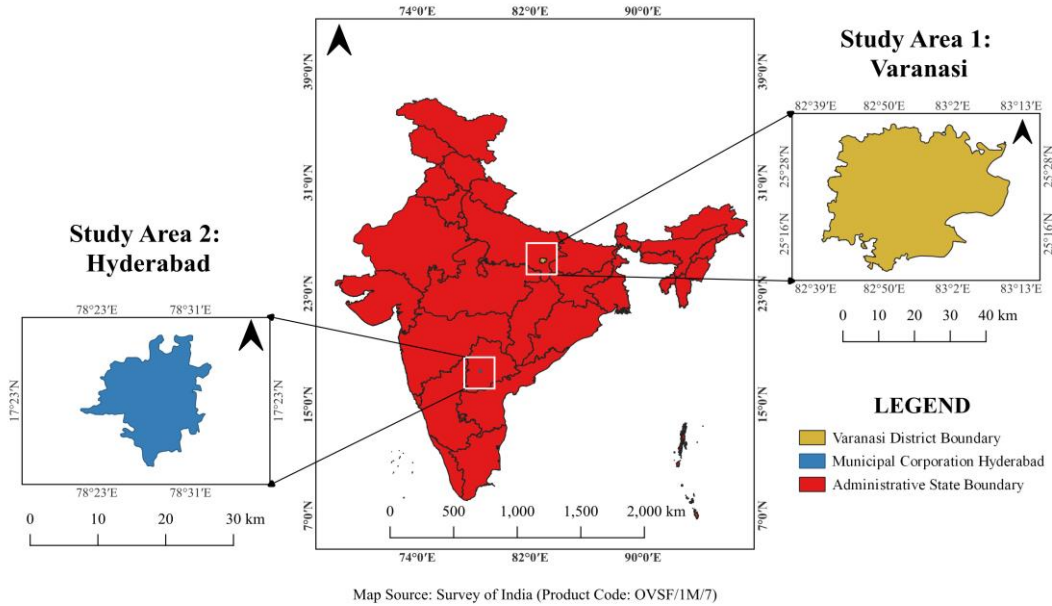 74°0′E 82°0′E 90°0′E
39°0′N
31°0′N
23°0′N
15°0′N
7°0′N
39°0′N
31°0′N
23°0′N
15°0′N
7°0′N
0 500 1,000 1,500 2,000 km
74°0′E 82°0′E 90°0′E
Study Area 1:
Varanasi
82°39′E 82°50′E 83°2′E 83°13′E
25°28′N
25°16′N
25°28′N
25°16′N
82°39′E 82°50′E 83°2′E 83°13′E
0 10 20 30 40 km
Study Area 2:
Hyderabad
78°23′E 78°31′E
17°23′N
17°23′N
78°23′E 78°31′E
0 10 20 30 km
LEGEND
Varanasi District Boundary
Municipal Corporation Hyderabad
Administrative State Boundary
Map Source: Survey of India (Product Code: OVSF/1M/7)